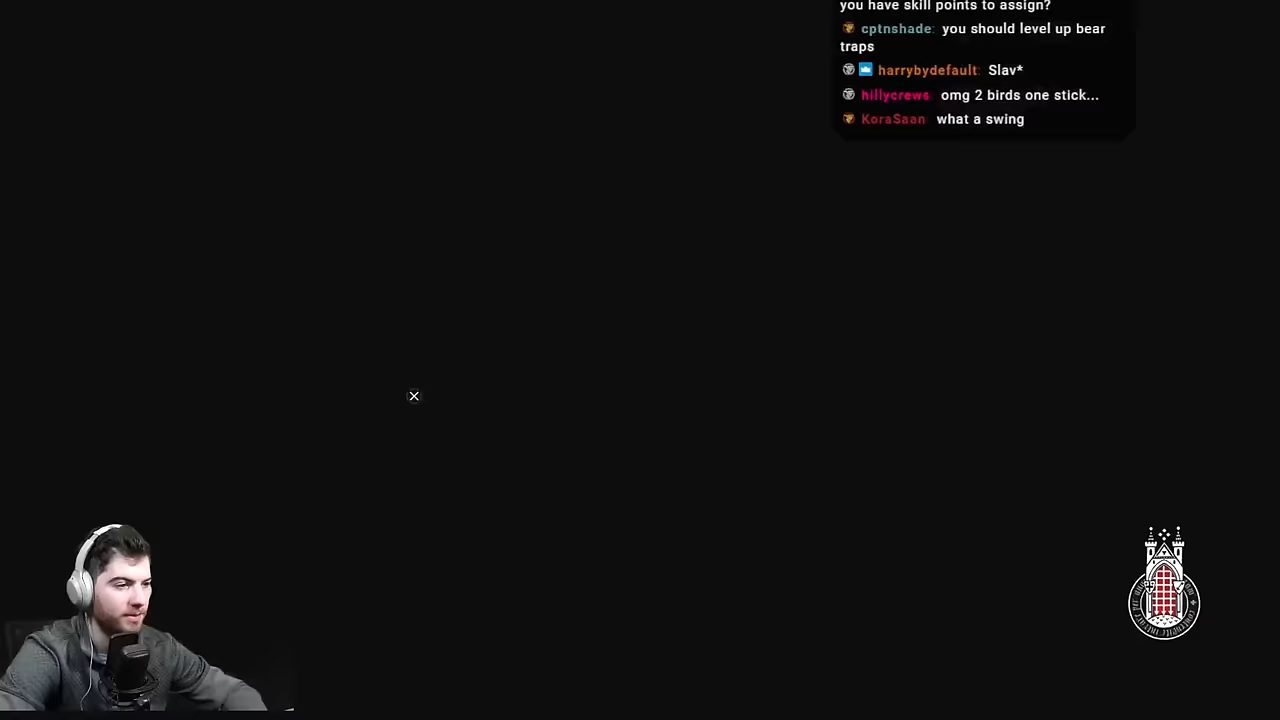 you have skill points to assign?
cptnshade: you should level up bear
traps
harrybydefault: Slav*
hillycrews: omg 2 birds one stick...
KoraSaan: what a swing